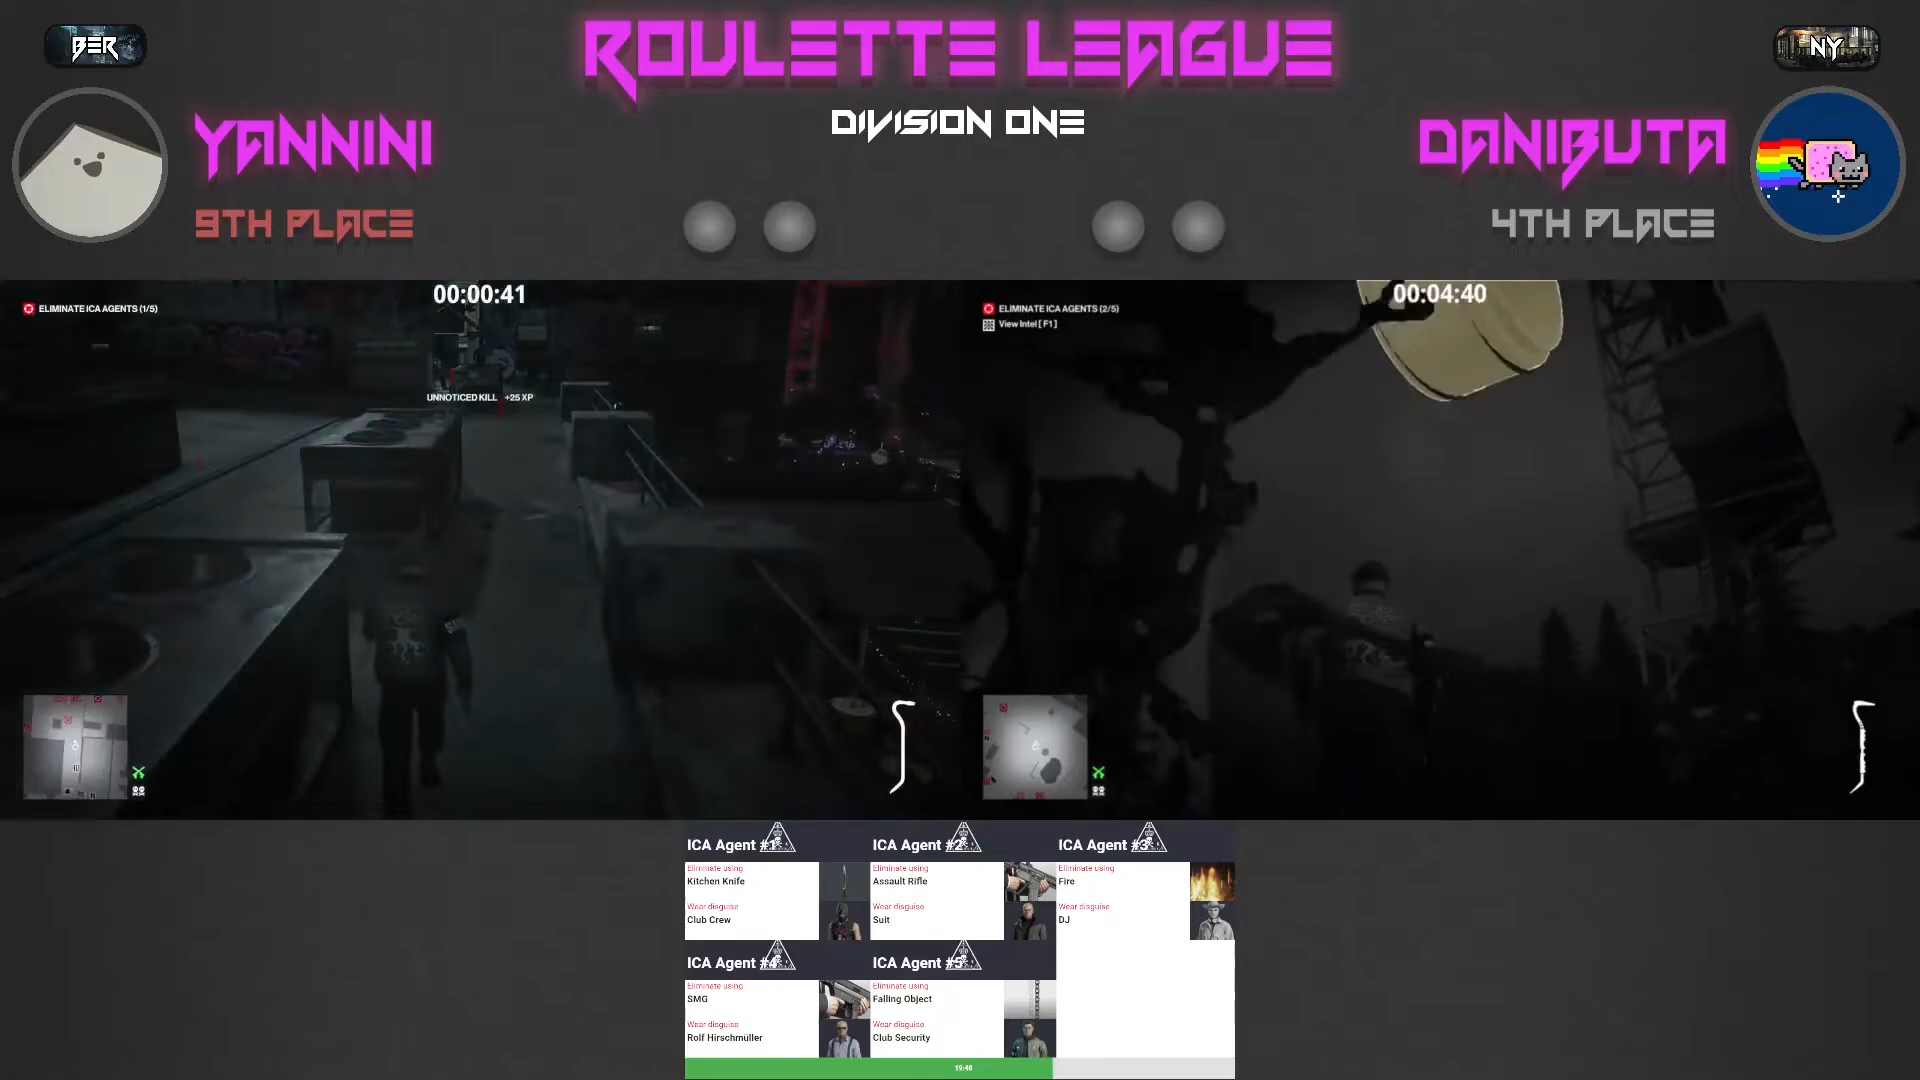 BER
ROULETTE LEAGUE
NY
DIVISION ONE
YANNINI
DANIBUTA
9TH PLACE
4TH PLACE
ELIMINATE ICA AGENTS (1/5)
00:00:41
UNNOTICED KILL +25 XP
ELIMINATE ICA AGENTS (2/5)
View Intel [ F1 ]
00:04:40
ICA Agent #1
Eliminate using
Kitchen Knife
Wear disguise
Club Crew
ICA Agent #2
Eliminate using
Assault Rifle
Wear disguise
Suit
ICA Agent #3
Eliminate using
Fire
Wear disguise
DJ
ICA Agent #4
Eliminate using
SMG
Wear disguise
Rolf Hirschmüller
ICA Agent #5
Eliminate using
Falling Object
Wear disguise
Club Security
19:48